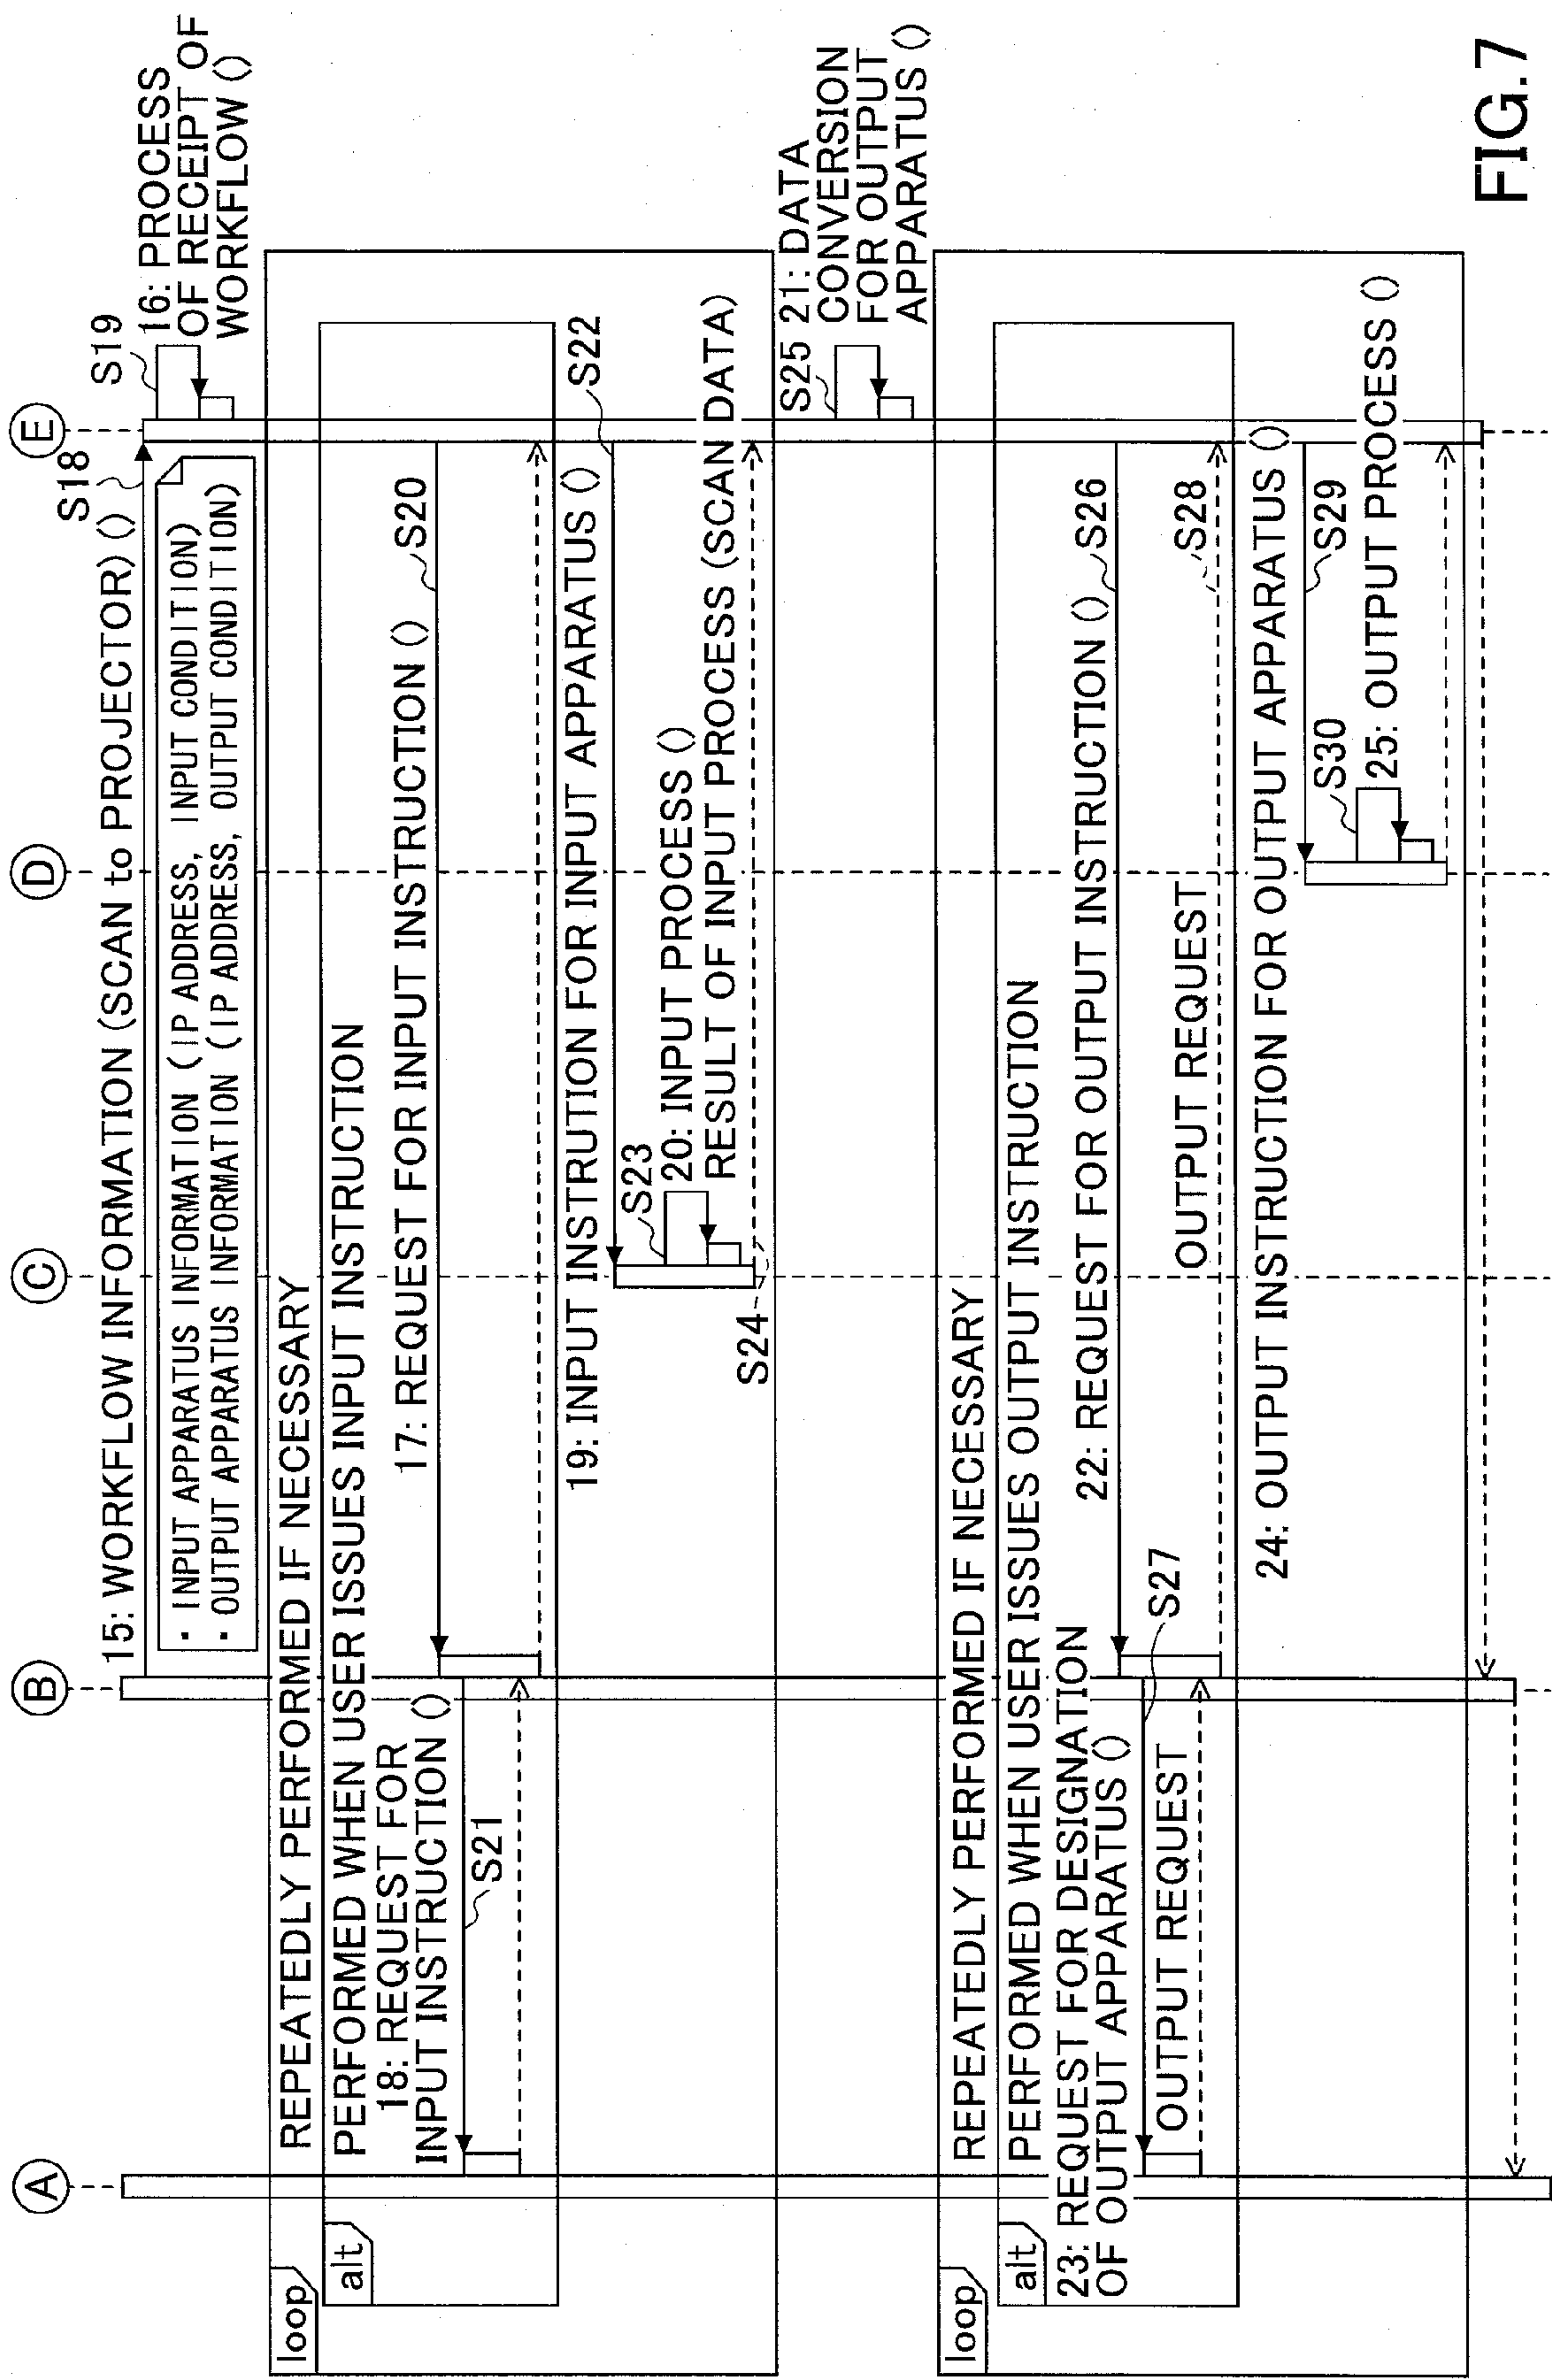 A
B
C
D
E
15: WORKFLOW INFORMATION (SCAN to PROJECTOR) ()
S18
S19
16: PROCESS
OF RECEIPT OF
WORKFLOW ()
・ INPUT APPARATUS INFORMATION (IP ADDRESS, INPUT CONDITION)
・ OUTPUT APPARATUS INFORMATION (IP ADDRESS, OUTPUT CONDITION)
loop
REPEATEDLY PERFORMED IF NECESSARY
alt
PERFORMED WHEN USER ISSUES INPUT INSTRUCTION
17: REQUEST FOR INPUT INSTRUCTION ()
S20
18: REQUEST FOR
INPUT INSTRUCTION ()
S21
19: INPUT INSTRUTION FOR INPUT APPARATUS ()
S22
S23
20: INPUT PROCESS ()
RESULT OF INPUT PROCESS (SCAN DATA)
S24
S25
21: DATA
CONVERSION
FOR OUTPUT
APPARATUS ()
loop
REPEATEDLY PERFORMED IF NECESSARY
alt
PERFORMED WHEN USER ISSUES OUTPUT INSTRUCTION
22: REQUEST FOR OUTPUT INSTRUCTION ()
S26
23: REQUEST FOR DESIGNATION
OF OUTPUT APPARATUS ()
S27
OUTPUT REQUEST
OUTPUT REQUEST
S28
24: OUTPUT INSTRUCTION FOR OUTPUT APPARATUS ()
S29
S30
25: OUTPUT PROCESS ()
FIG.7